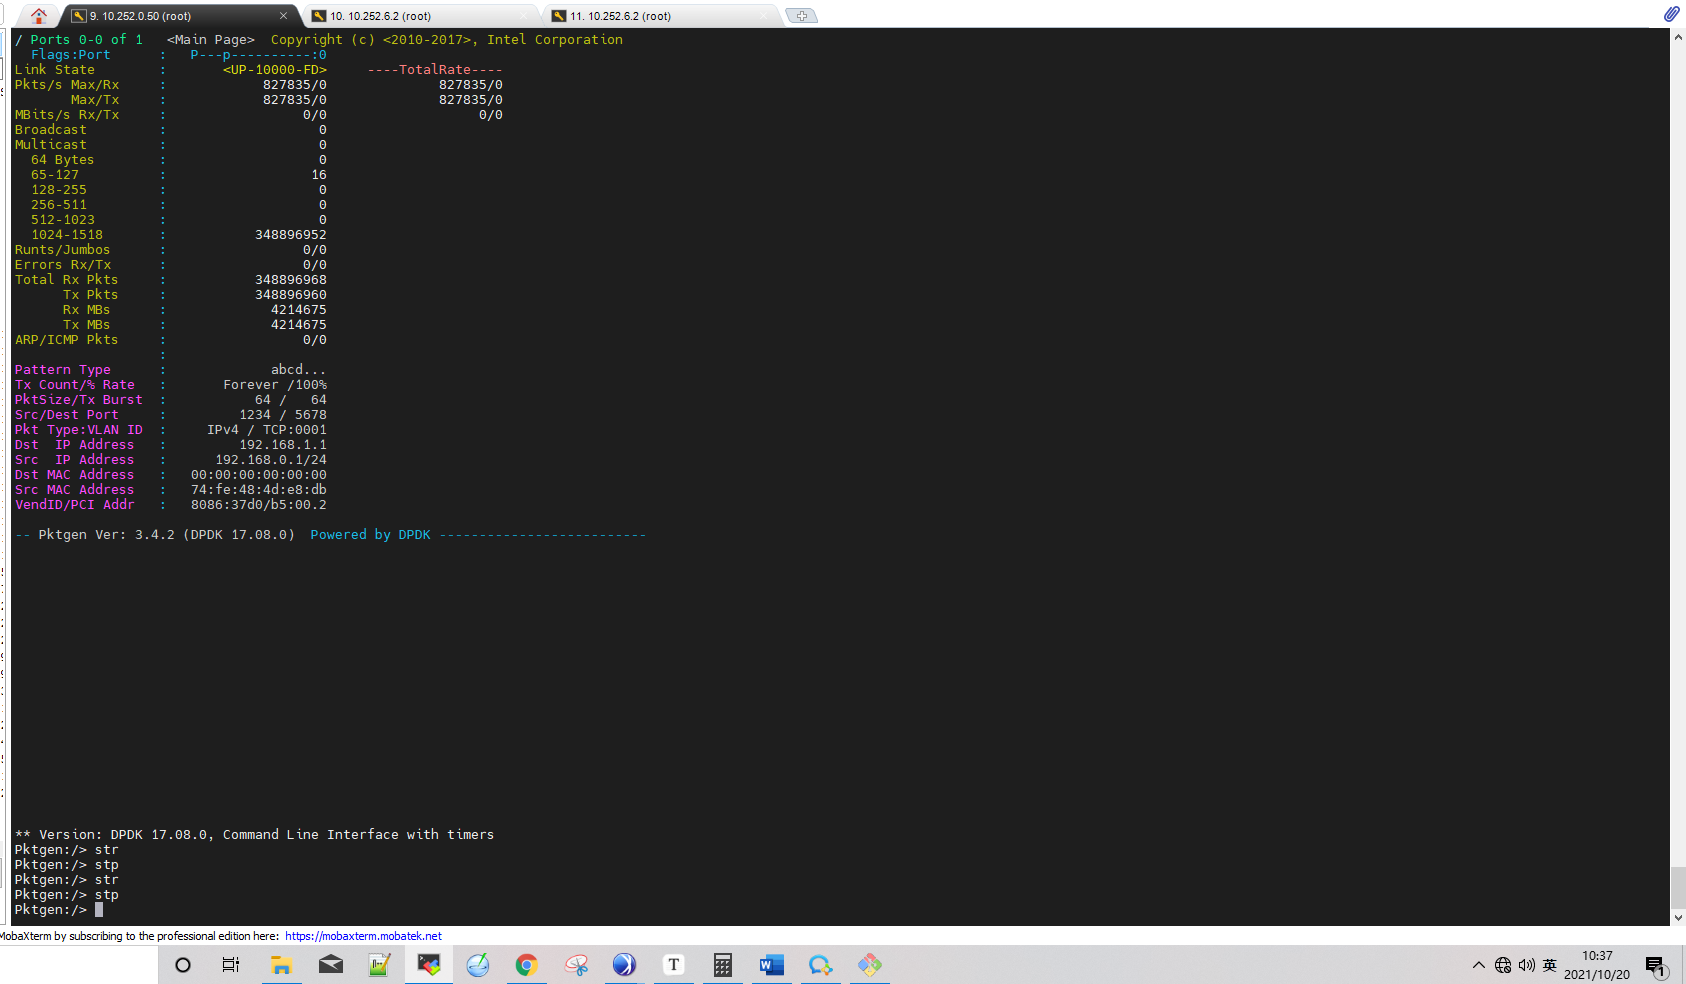 9. 10.252.0.50 (root)
10. 10.252.6.2 (root)
11. 10.252.6.2 (root)
/ Ports 0-0 of 1   <Main Page>  Copyright (c) <2010-2017>, Intel Corporation
Flags:Port      :   P---p----------:0
Link State        :       <UP-10000-FD>     ----TotalRate----
Pkts/s Max/Rx     :            827835/0              827835/0
Max/Tx     :            827835/0              827835/0
MBits/s Rx/Tx     :                 0/0                   0/0
Broadcast         :                   0
Multicast         :                   0
64 Bytes        :                   0
65-127          :                  16
128-255         :                   0
256-511         :                   0
512-1023        :                   0
1024-1518       :           348896952
Runts/Jumbos      :                 0/0
Errors Rx/Tx      :                 0/0
Total Rx Pkts     :           348896968
Tx Pkts     :           348896960
Rx MBs      :             4214675
Tx MBs      :             4214675
ARP/ICMP Pkts     :                 0/0
:
Pattern Type      :             abcd...
Tx Count/% Rate   :       Forever /100%
PktSize/Tx Burst  :           64 /   64
Src/Dest Port     :         1234 / 5678
Pkt Type:VLAN ID  :     IPv4 / TCP:0001
Dst  IP Address   :         192.168.1.1
Src  IP Address   :      192.168.0.1/24
Dst MAC Address   :   00:00:00:00:00:00
Src MAC Address   :   74:fe:48:4d:e8:db
VendID/PCI Addr   :   8086:37d0/b5:00.2
-- Pktgen Ver: 3.4.2 (DPDK 17.08.0)  Powered by DPDK --------------------------
** Version: DPDK 17.08.0, Command Line Interface with timers
Pktgen:/> str
Pktgen:/> stp
Pktgen:/> str
Pktgen:/> stp
Pktgen:/>
MobaXterm by subscribing to the professional edition here: https://mobaxterm.mobatek.net
T
W
英
10:37
2021/10/20
1